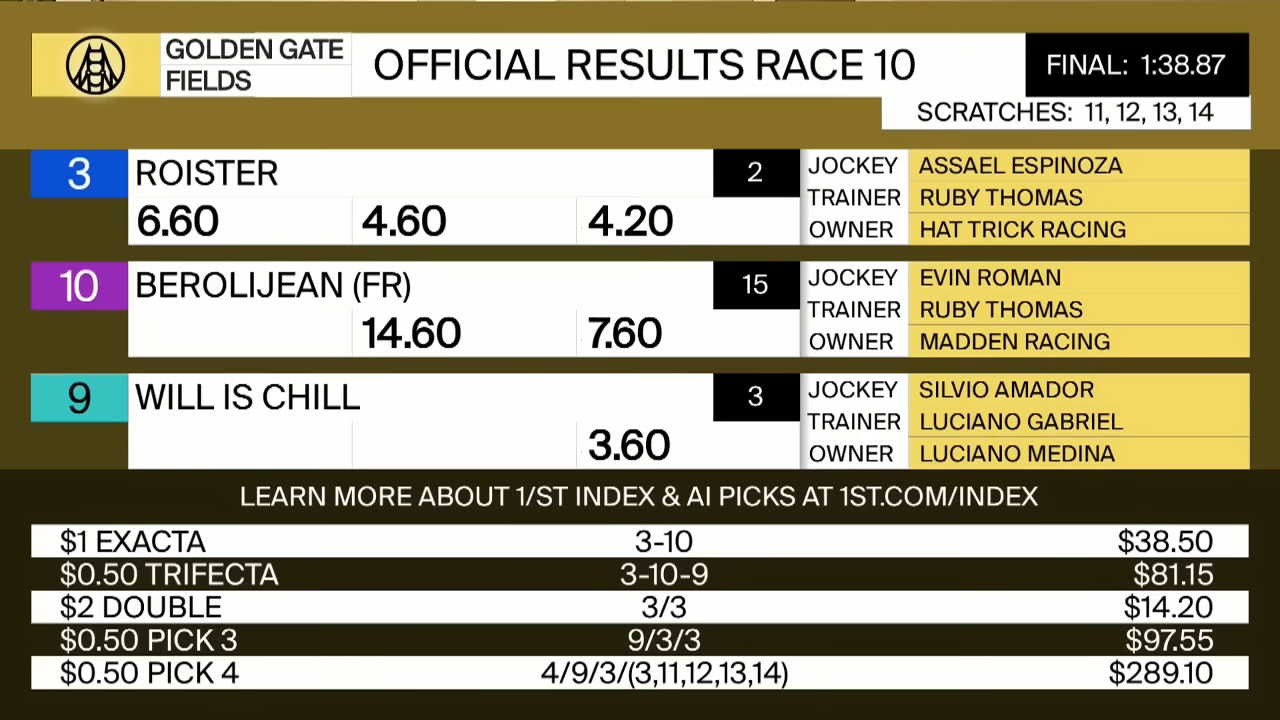 GOLDEN GATE FIELDS
OFFICIAL RESULTS RACE 10
FINAL: 1:38.87
SCRATCHES: 11, 12, 13, 14
3 ROISTER 2
6.60 4.60 4.20
JOCKEY ASSAEL ESPINOZA
TRAINER RUBY THOMAS
OWNER HAT TRICK RACING
10 BEROLIJEAN (FR) 15
14.60 7.60
JOCKEY EVIN ROMAN
TRAINER RUBY THOMAS
OWNER MADDEN RACING
9 WILL IS CHILL 3
3.60
JOCKEY SILVIO AMADOR
TRAINER LUCIANO GABRIEL
OWNER LUCIANO MEDINA
LEARN MORE ABOUT 1/ST INDEX & AI PICKS AT 1ST.COM/INDEX
$1 EXACTA 3-10 $38.50
$0.50 TRIFECTA 3-10-9 $81.15
$2 DOUBLE 3/3 $14.20
$0.50 PICK 3 9/3/3 $97.55
$0.50 PICK 4 4/9/3/(3,11,12,13,14) $289.10